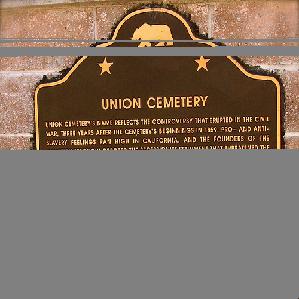 UNION CEMETERY
UNION CEMETERY'S NAME REFLECTS THE CONTROVERSY THAT ERUPTED IN THE CIVIL
WAR. THREE YEARS AFTER THE CEMETERY'S BEGINNINGS IN 1859, PRO- AND ANTI-
SLAVERY FEELINGS RAN HIGH IN CALIFORNIA, AND THE FOUNDERS OF THE
THE